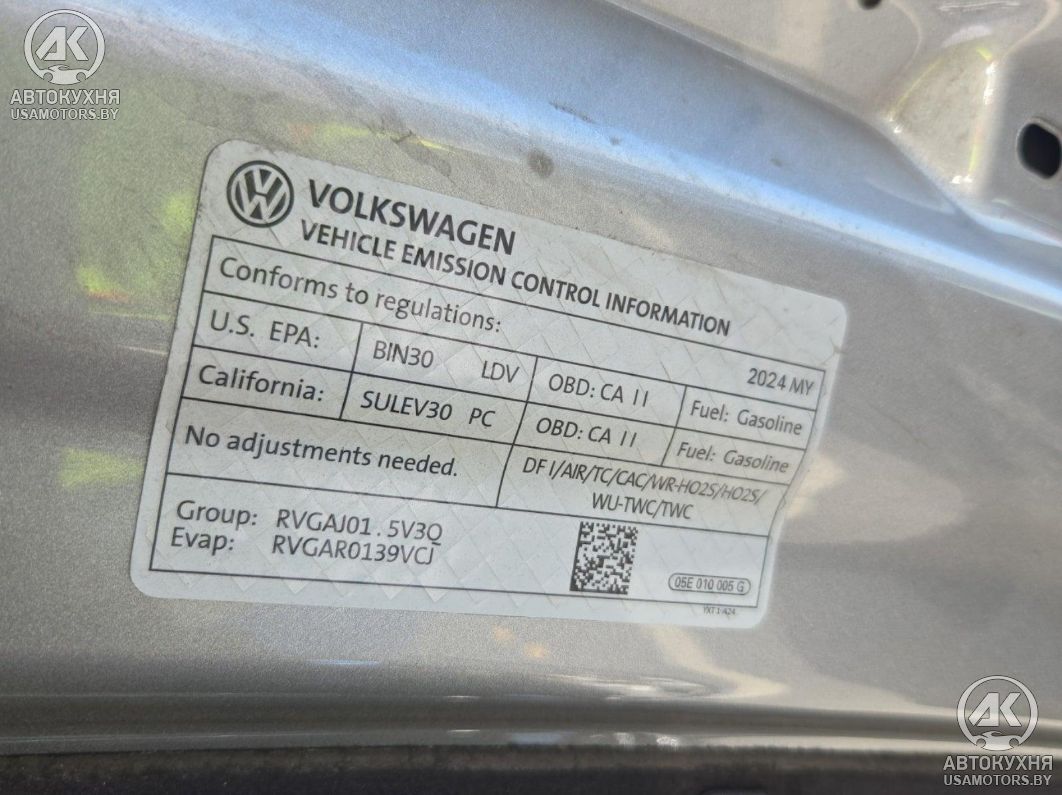 AK
АВТОКУХНЯ
USAMOTORS.BY
VOLKSWAGEN
VEHICLE EMISSION CONTROL INFORMATION
Conforms to regulations:
2024 MY
U.S. EPA: BIN30 LDV OBD: CA II Fuel: Gasoline
California: SULEV30 PC OBD: CA II Fuel: Gasoline
No adjustments needed. DFI/AIR/TC/CAC/WR-HO2S/HO2S/
WU-TWC/TWC
Group: RVGAJ01.5V3Q
Evap: RVGAR0139VCJ
05E 010 005 G
AK
АВТОКУХНЯ
USAMOTORS.BY